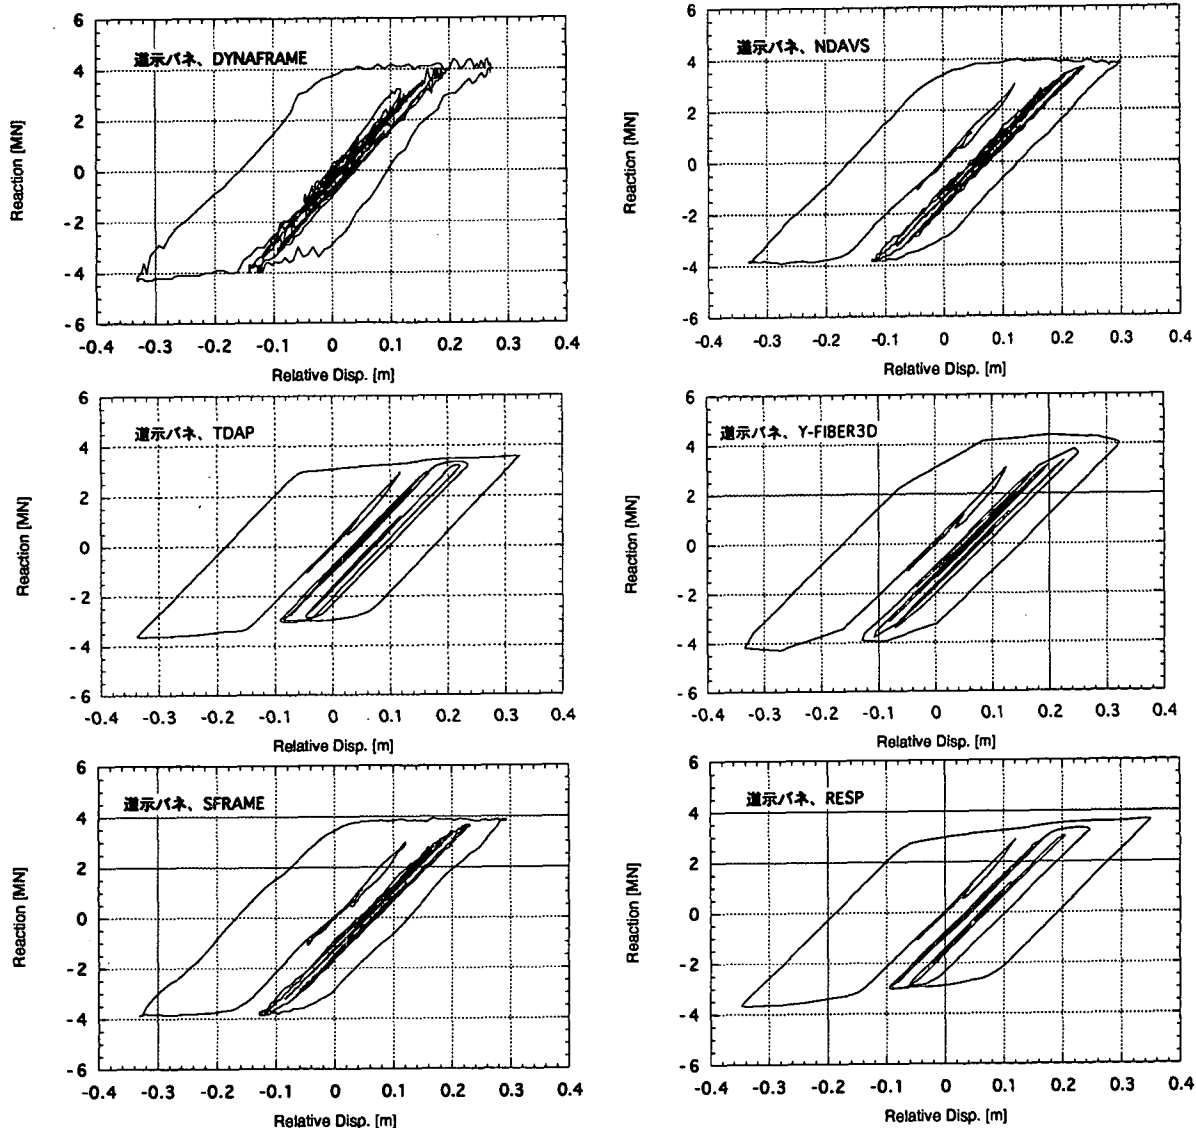 6
道示バネ、DYNAFRAME
4
2
0
-2
-4
-6
Reaction [MN]
-0.4 -0.3 -0.2 -0.1 0 0.1 0.2 0.3 0.4
Relative Disp. [m]
6
道示バネ、NDAVS
4
2
0
-2
-4
-6
Reaction [MN]
-0.4 -0.3 -0.2 -0.1 0 0.1 0.2 0.3 0.4
Relative Disp. [m]
6
道示バネ、TDAP
4
2
0
-2
-4
-6
Reaction [MN]
-0.4 -0.3 -0.2 -0.1 0 0.1 0.2 0.3 0.4
Relative Disp. [m]
6
道示バネ、Y-FIBER3D
4
2
0
-2
-4
-6
Reaction [MN]
-0.4 -0.3 -0.2 -0.1 0 0.1 0.2 0.3 0.4
Relative Disp. [m]
6
道示バネ、SFRAME
4
2
0
-2
-4
-6
Reaction [MN]
-0.4 -0.3 -0.2 -0.1 0 0.1 0.2 0.3 0.4
Relative Disp. [m]
6
道示バネ、RESP
4
2
0
-2
-4
-6
Reaction [MN]
-0.4 -0.3 -0.2 -0.1 0 0.1 0.2 0.3 0.4
Relative Disp. [m]